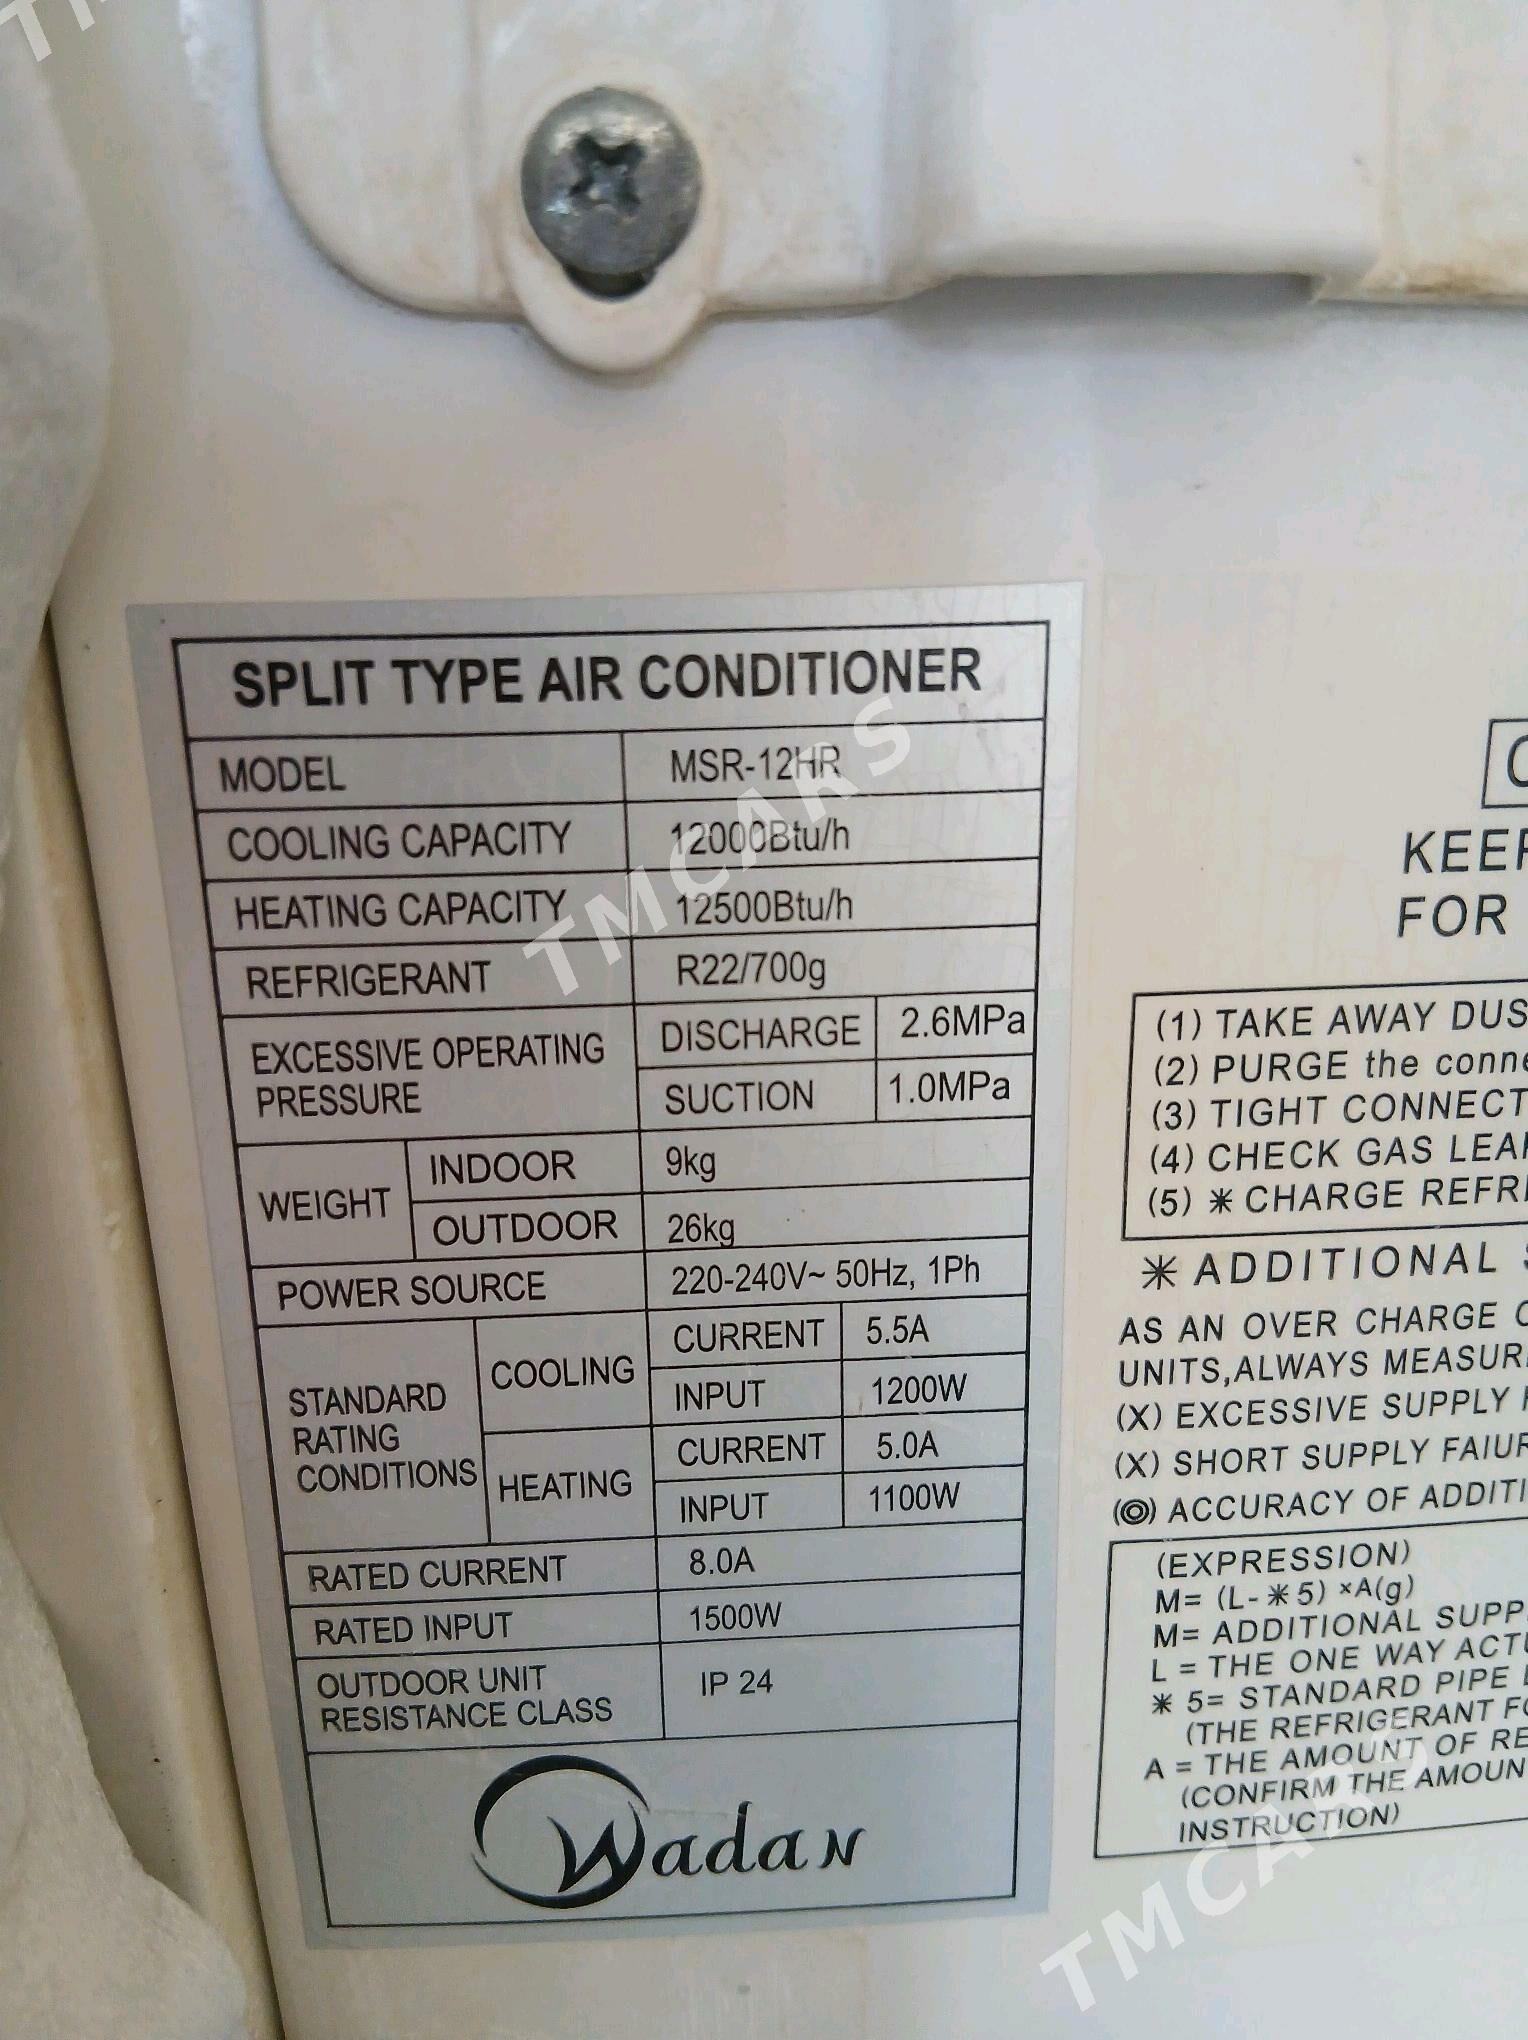 SPLIT TYPE AIR CONDITIONER
MODEL MSR-12HR
COOLING CAPACITY 12000Btu/h
HEATING CAPACITY 12500Btu/h
REFRIGERANT R22/700g
EXCESSIVE OPERATING
PRESSURE
DISCHARGE 2.6MPa
SUCTION 1.0MPa
WEIGHT
INDOOR 9kg
OUTDOOR 26kg
POWER SOURCE 220-240V~ 50Hz, 1Ph
STANDARD
RATING
CONDITIONS
COOLING
CURRENT 5.5A
INPUT 1200W
HEATING
CURRENT 5.0A
INPUT 1100W
RATED CURRENT 8.0A
RATED INPUT 1500W
OUTDOOR UNIT
RESISTANCE CLASS
IP 24
Wadan
KEEP
FOR
(1) TAKE AWAY DUS
(2) PURGE the conne
(3) TIGHT CONNECT
(4) CHECK GAS LEA
(5) ✳ CHARGE REFRI
✳ ADDITIONAL
AS AN OVER CHARGE
UNITS,ALWAYS MEASUR
(X) EXCESSIVE SUPPLY
(X) SHORT SUPPLY FAIUR
(◎) ACCURACY OF ADDITI
(EXPRESSION)
M= (L-✳5) ×A(g)
M= ADDITIONAL SUPP
L = THE ONE WAY ACTU
✳ 5= STANDARD PIPE
(THE REFRIGERANT FO
A = THE AMOUNT OF RE
(CONFIRM THE AMOUN
INSTRUCTION)
TMCARS
TMCARS